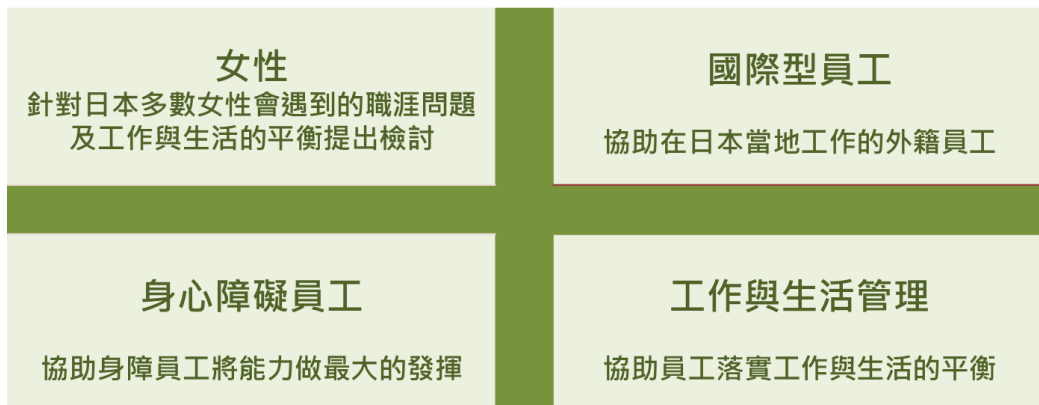 女性
針對日本多數女性會遇到的職涯問題
及工作與生活的平衡提出檢討
國際型員工
協助在日本當地工作的外籍員工
身心障礙員工
協助身障員工將能力做最大的發揮
工作與生活管理
協助員工落實工作與生活的平衡